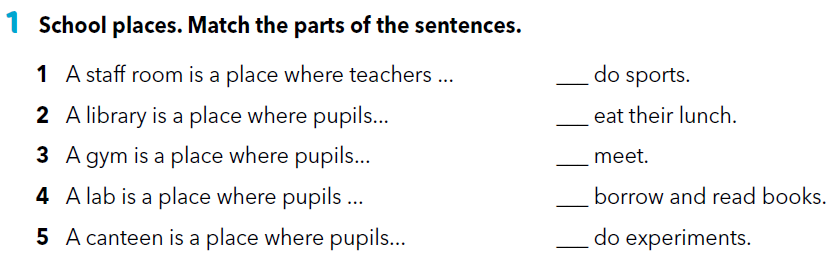 1 School places. Match the parts of the sentences.
1 A staff room is a place where teachers ... ___ do sports.
2 A library is a place where pupils... ___ eat their lunch.
3 A gym is a place where pupils... ___ meet.
4 A lab is a place where pupils ... ___ borrow and read books.
5 A canteen is a place where pupils... ___ do experiments.